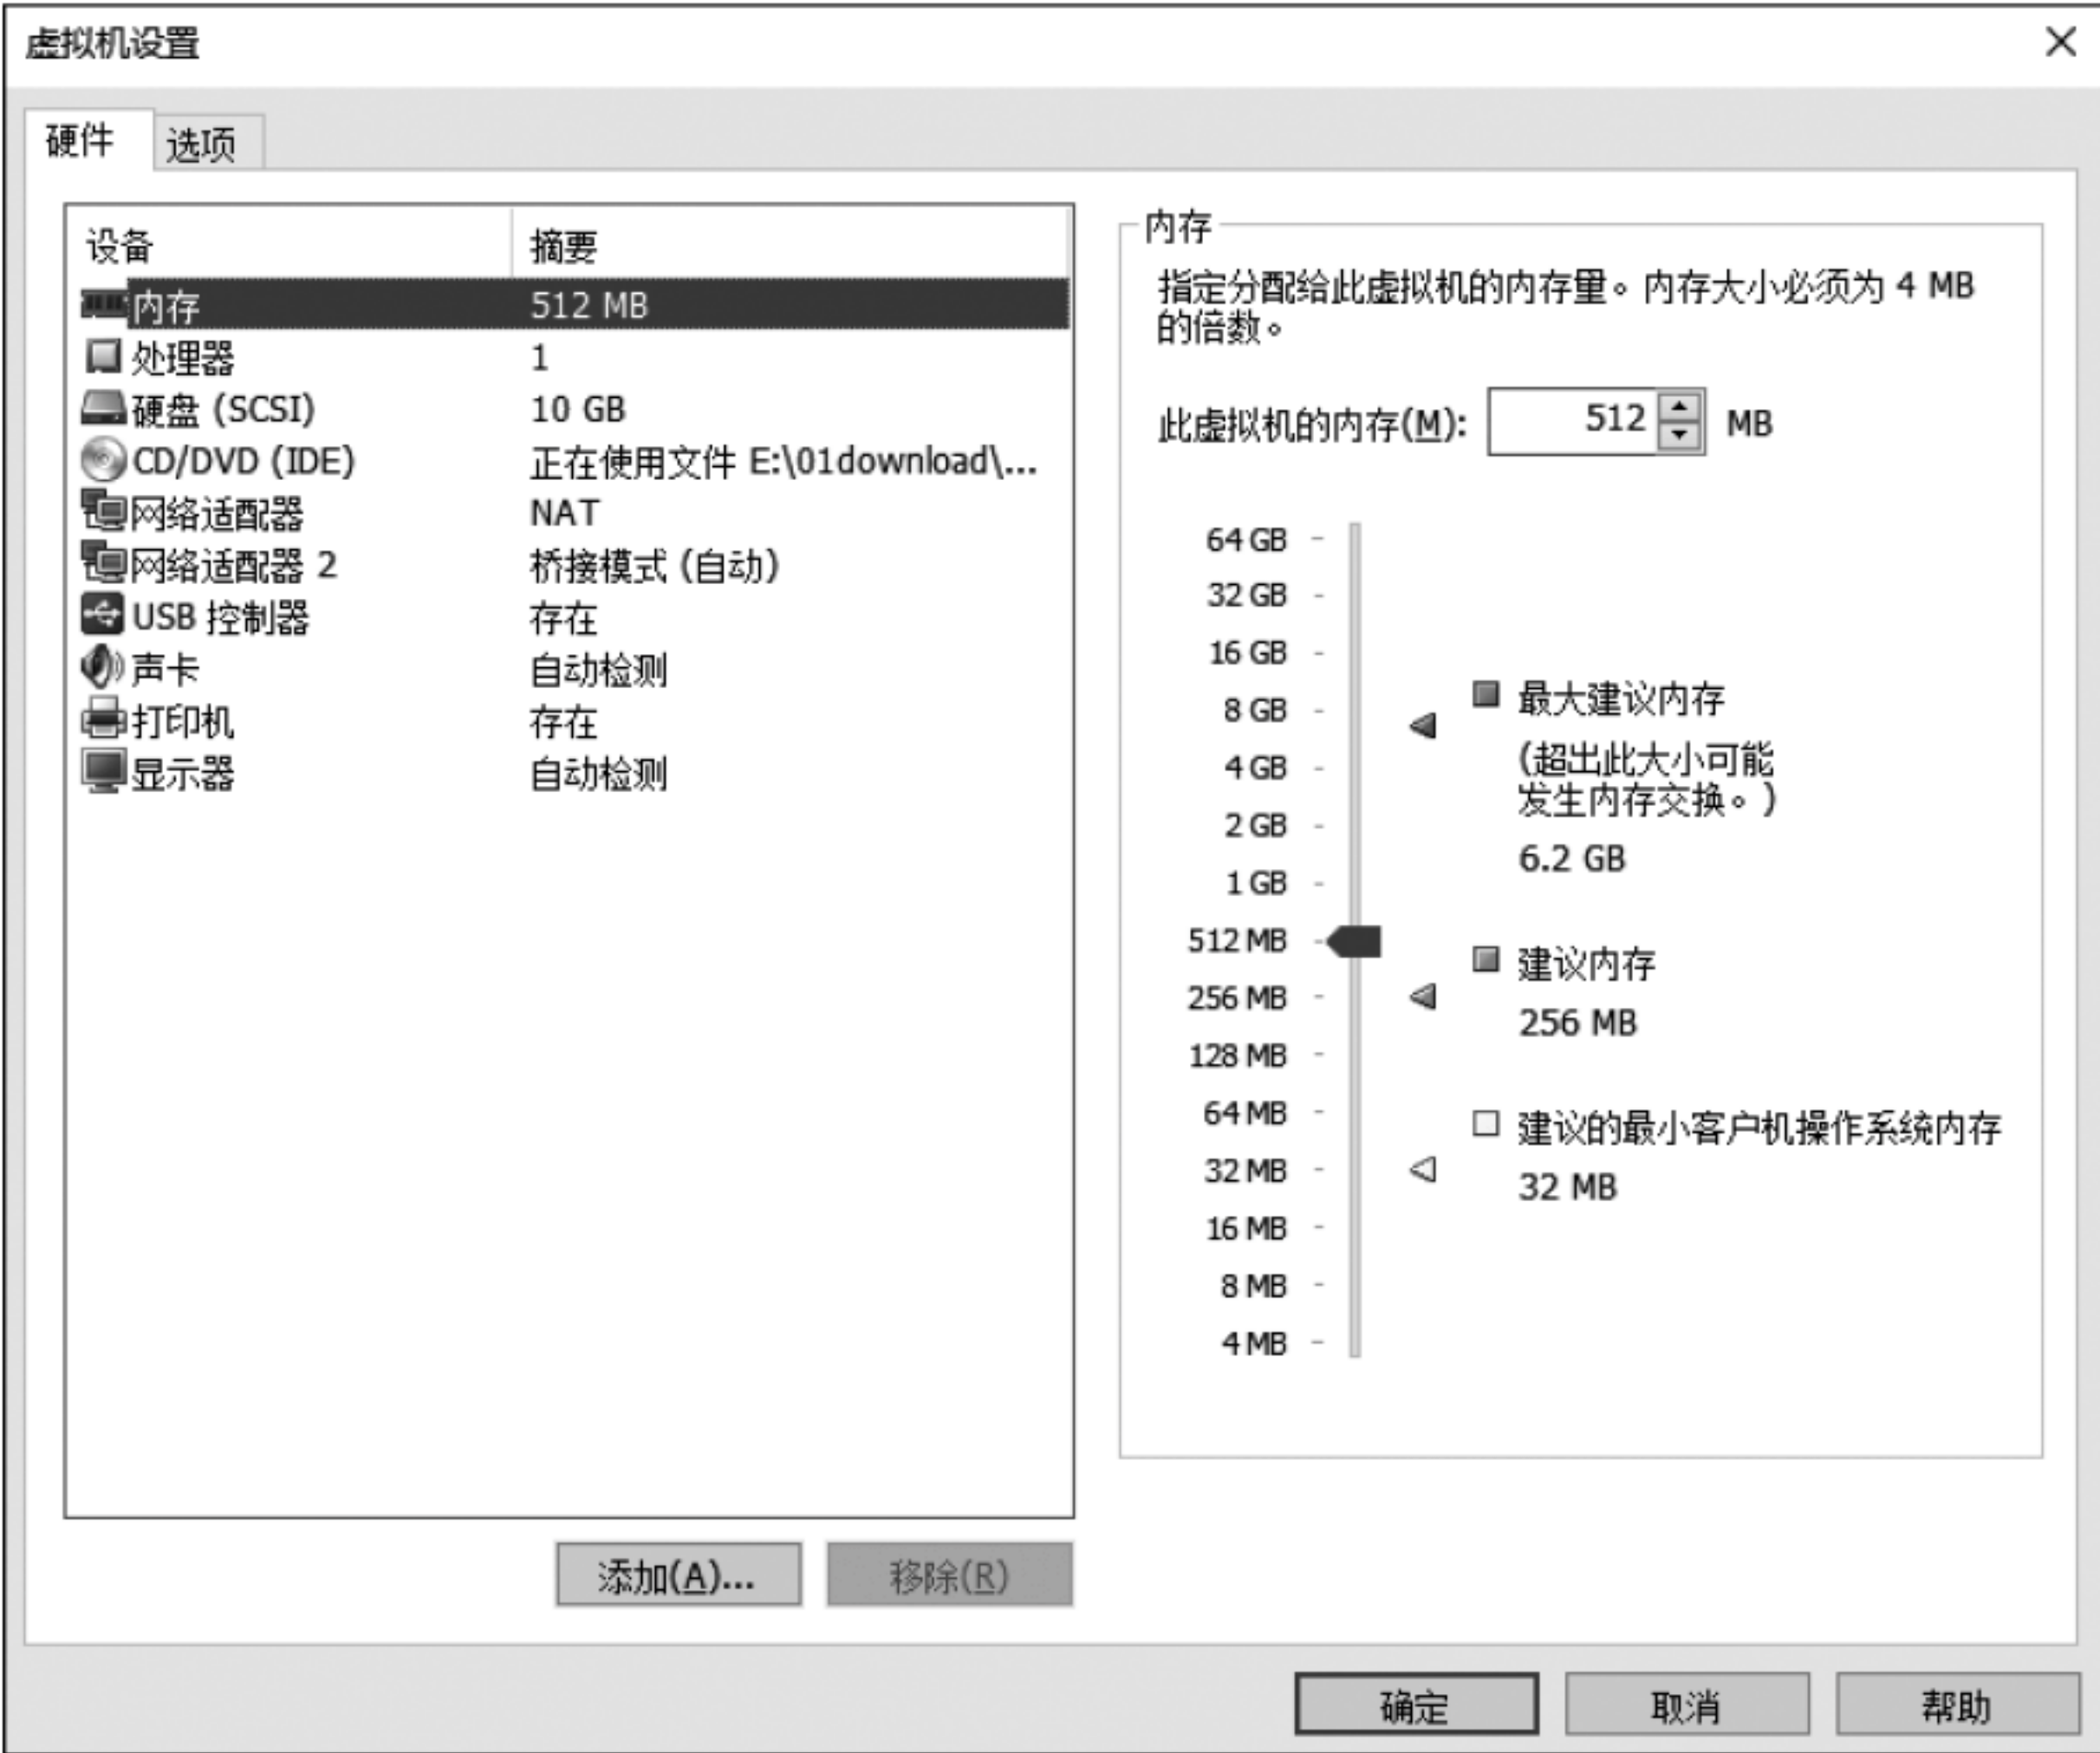 虚拟机设置
硬件 选项
设备 摘要
内存 512 MB
处理器 1
硬盘 (SCSI) 10 GB
CD/DVD (IDE) 正在使用文件 E:\01download\...
网络适配器 NAT
网络适配器 2 桥接模式 (自动)
USB 控制器 存在
声卡 自动检测
打印机 存在
显示器 自动检测
添加(A)... 移除(R)
内存
指定分配给此虚拟机的内存量。内存大小必须为 4 MB
的倍数。
此虚拟机的内存(M): 512 MB
64 GB
32 GB
16 GB
8 GB
4 GB
2 GB
1 GB
512 MB
256 MB
128 MB
64 MB
32 MB
16 MB
8 MB
4 MB
最大建议内存
(超出此大小可能
发生内存交换。)
6.2 GB
建议内存
256 MB
建议的最小客户机操作系统内存
32 MB
确定 取消 帮助